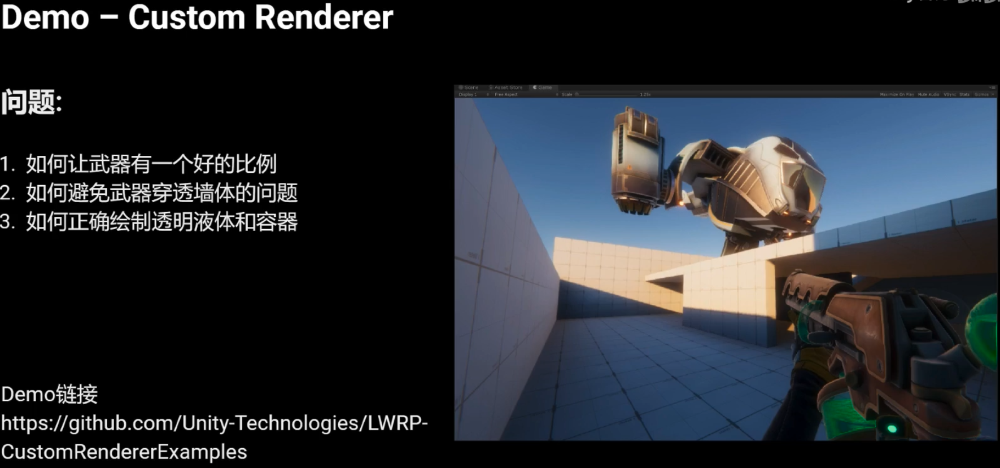 Demo – Custom Renderer
问题:
1. 如何让武器有一个好的比例
2. 如何避免武器穿透墙体的问题
3. 如何正确绘制透明液体和容器
Scene Asset Store Game
Display 1 Free Aspect Scale 1.25x Maximize On Play Mute Audio VSync Stats Gizmos
Demo链接
https://github.com/Unity-Technologies/LWRP-
CustomRendererExamples